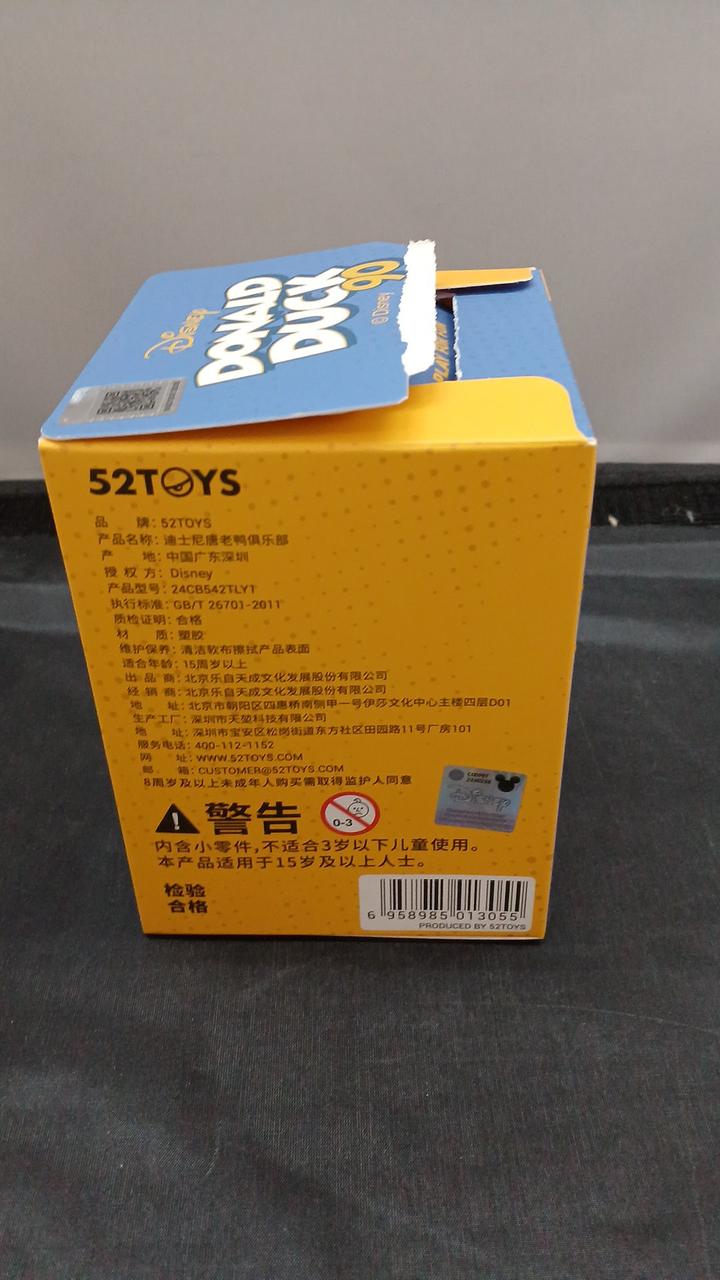 Disney
DONALD
DUCK 90
© Disney
52TOYS
品 牌: 52TOYS
产品名称: 迪士尼唐老鸭俱乐部
产 地: 中国广东深圳
授 权 方: Disney
产品型号: 24CB542TLY1
执行标准: GB/T 26701-2011
质检证明: 合格
材 质: 塑胶
维护保养: 清洁软布擦拭产品表面
适合年龄: 15周岁以上
出 品 商: 北京乐自天成文化发展股份有限公司
经 销 商: 北京乐自天成文化发展股份有限公司
地 址: 北京市朝阳区四惠桥南侧甲一号伊莎文化中心主楼四层D01
生产工厂: 深圳市天堃科技有限公司
地 址: 深圳市宝安区松岗街道东方社区田园路11号厂房101
服务电话: 400-112-1152
网 址: WWW.52TOYS.COM
邮 箱: CUSTOMER@52TOYS.COM
8周岁及以上未成年人购买需取得监护人同意
警告
0-3
内含小零件,不适合3岁以下儿童使用。
本产品适用于15岁及以上人士。
Disney
检验
合格
6 958985 013055
PRODUCED BY 52TOYS